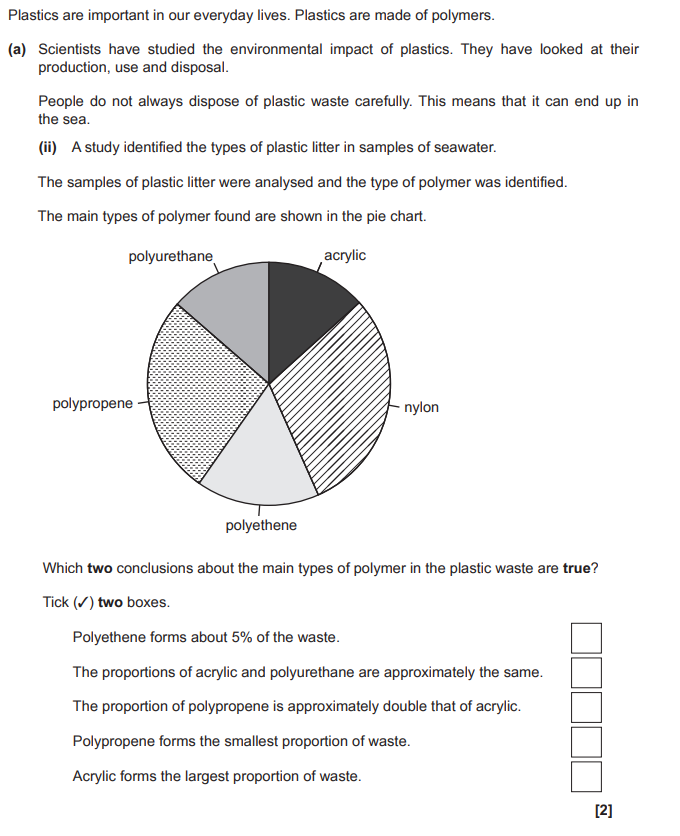 Plastics are important in our everyday lives. Plastics are made of polymers.
(a) Scientists have studied the environmental impact of plastics. They have looked at their
production, use and disposal.
People do not always dispose of plastic waste carefully. This means that it can end up in
the sea.
(ii) A study identified the types of plastic litter in samples of seawater.
The samples of plastic litter were analysed and the type of polymer was identified.
The main types of polymer found are shown in the pie chart.
polyurethane
acrylic
polypropene
nylon
polyethene
Which two conclusions about the main types of polymer in the plastic waste are true?
Tick (✓) two boxes.
Polyethene forms about 5% of the waste.
The proportions of acrylic and polyurethane are approximately the same.
The proportion of polypropene is approximately double that of acrylic.
Polypropene forms the smallest proportion of waste.
Acrylic forms the largest proportion of waste.
[2]